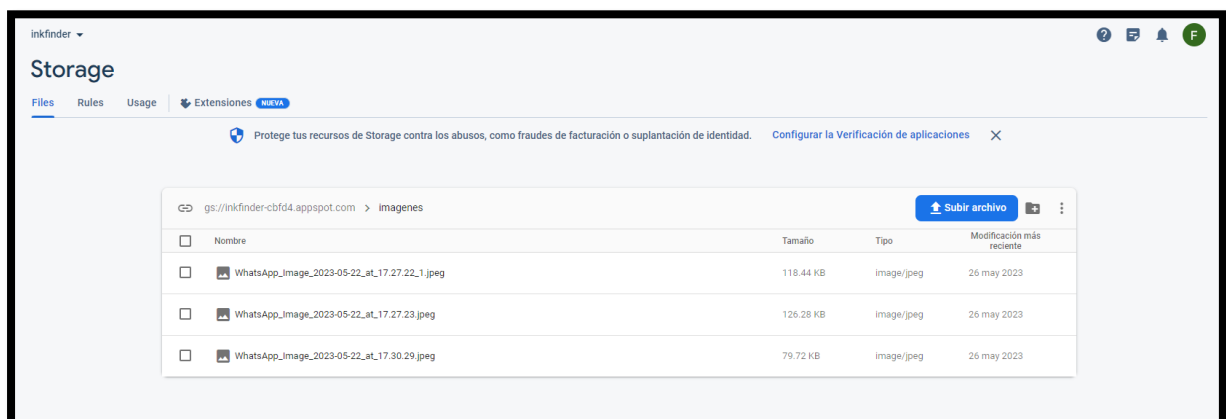 inkfinder
F
Storage
Files Rules Usage Extensiones NUEVA
Protege tus recursos de Storage contra los abusos, como fraudes de facturación o suplantación de identidad. Configurar la Verificación de aplicaciones
gs://inkfinder-cbfd4.appspot.com > imagenes Subir archivo
Nombre Tamaño Tipo Modificación más
reciente
WhatsApp_Image_2023-05-22_at_17.27.22_1.jpeg 118.44 KB image/jpeg 26 may 2023
WhatsApp_Image_2023-05-22_at_17.27.23.jpeg 126.28 KB image/jpeg 26 may 2023
WhatsApp_Image_2023-05-22_at_17.30.29.jpeg 79.72 KB image/jpeg 26 may 2023